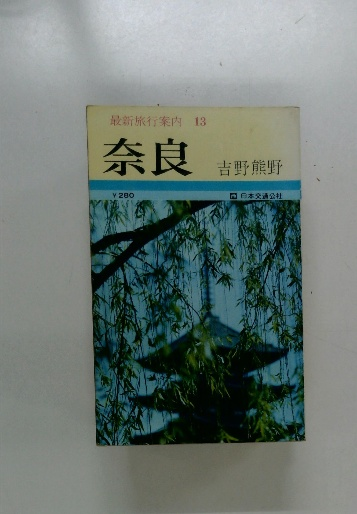 最新旅行案内 13
奈良 吉野熊野
¥280 日本交通公社